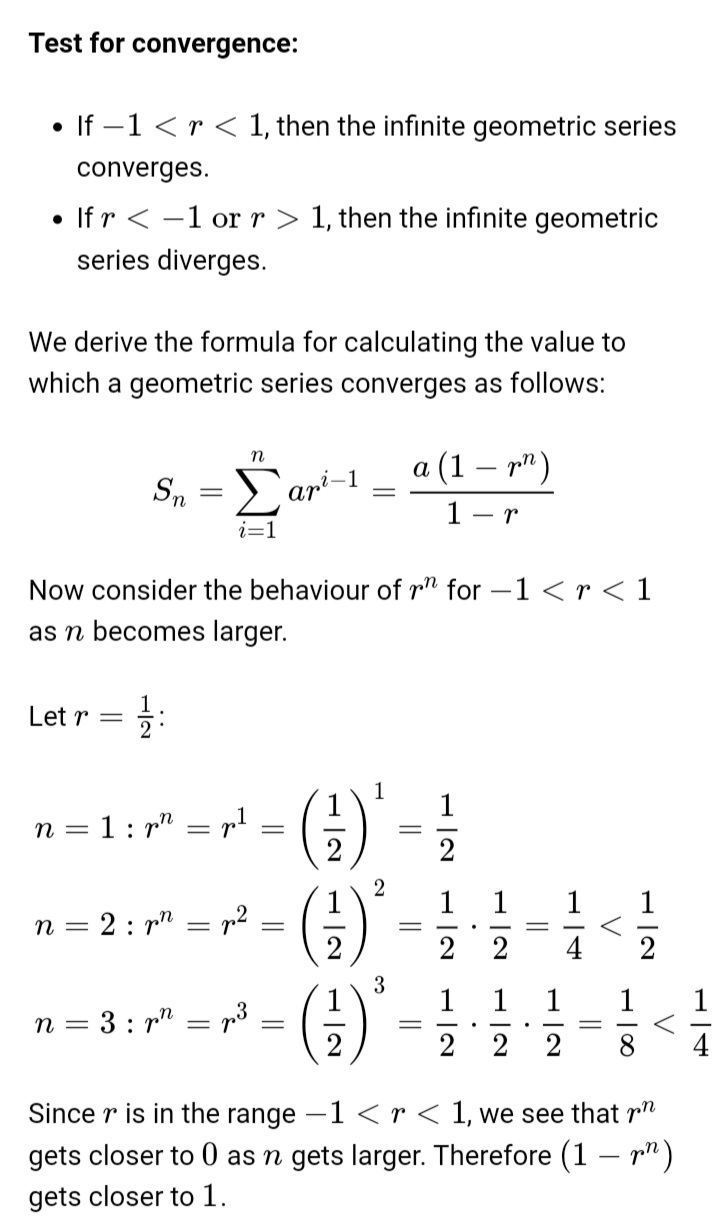 Test for convergence:
• If −1 < r < 1, then the infinite geometric series
converges.
• If r < −1 or r > 1, then the infinite geometric
series diverges.
We derive the formula for calculating the value to
which a geometric series converges as follows:
$S_n = \sum_{i=1}^{n} ar^{i-1} = \frac{a(1 - r^n)}{1 - r}$
Now consider the behaviour of $r^n$ for −1 < r < 1
as n becomes larger.
Let $r = \frac{1}{2}$:
$n = 1 : r^n = r^1 = \left(\frac{1}{2}\right)^1 = \frac{1}{2}$
$n = 2 : r^n = r^2 = \left(\frac{1}{2}\right)^2 = \frac{1}{2} \cdot \frac{1}{2} = \frac{1}{4} < \frac{1}{2}$
$n = 3 : r^n = r^3 = \left(\frac{1}{2}\right)^3 = \frac{1}{2} \cdot \frac{1}{2} \cdot \frac{1}{2} = \frac{1}{8} < \frac{1}{4}$
Since r is in the range −1 < r < 1, we see that $r^n$
gets closer to 0 as n gets larger. Therefore $(1 - r^n)$
gets closer to 1.